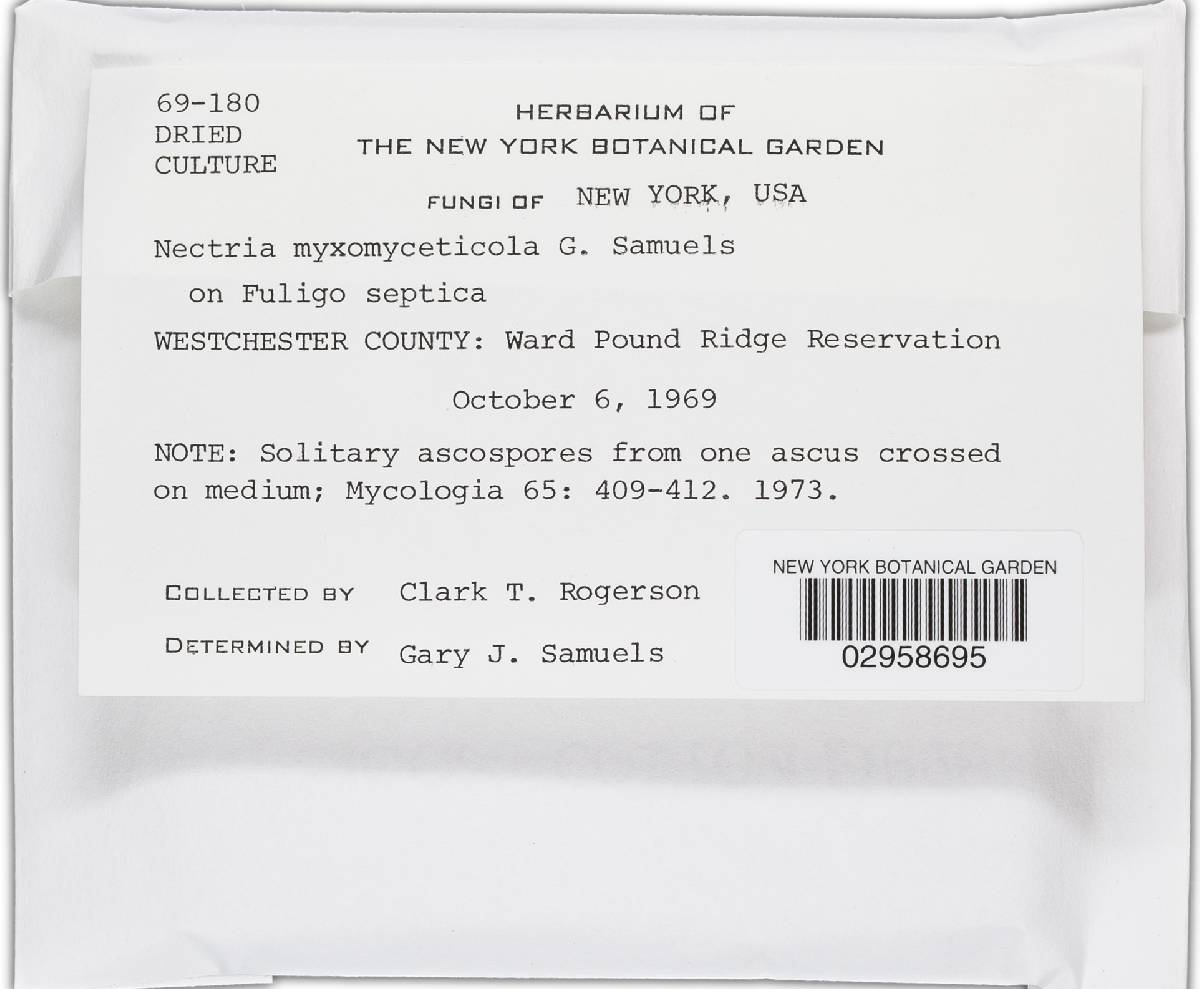 69-180
DRIED
CULTURE
HERBARIUM OF
THE NEW YORK BOTANICAL GARDEN
FUNGI OF NEW YORK, USA
Nectria myxomyceticola G. Samuels
on Fuligo septica
WESTCHESTER COUNTY: Ward Pound Ridge Reservation
October 6, 1969
NOTE: Solitary ascospores from one ascus crossed
on medium; Mycologia 65: 409-412. 1973.
COLLECTED BY Clark T. Rogerson
DETERMINED BY Gary J. Samuels
NEW YORK BOTANICAL GARDEN
02958695